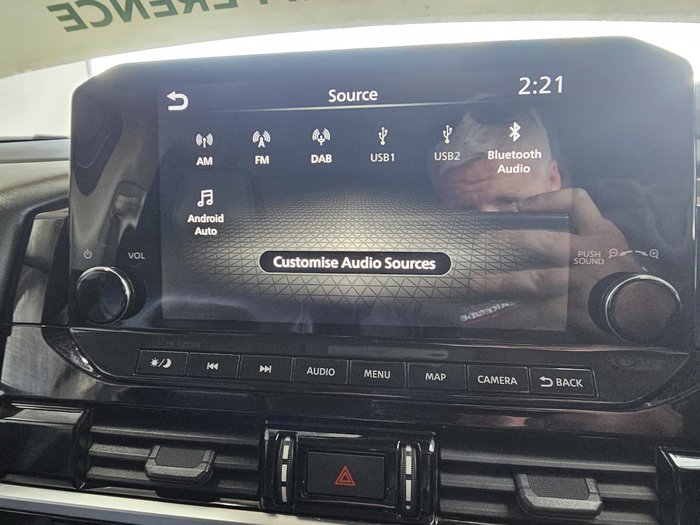 FERENCE
Source
2:21
AM
FM
DAB
USB1
USB2
Bluetooth
Audio
Android
Auto
Customise Audio Sources
VOL
PUSH
SOUND
AUDIO
MENU
MAP
CAMERA
BACK